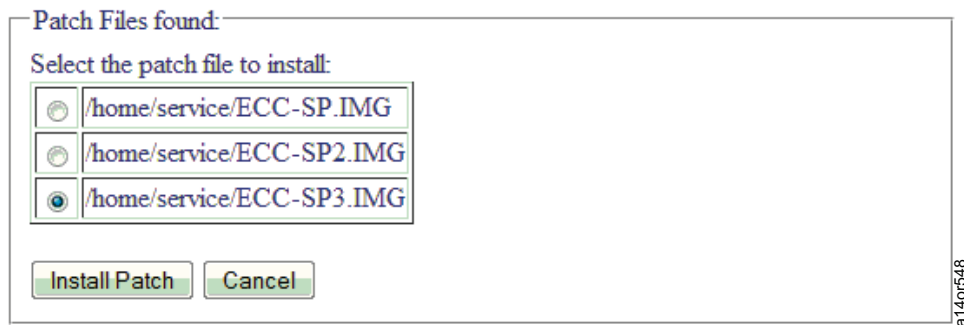 Patch Files found:
Select the patch file to install:
/home/service/ECC-SP.IMG
/home/service/ECC-SP2.IMG
/home/service/ECC-SP3.IMG
Install Patch Cancel
a14or548